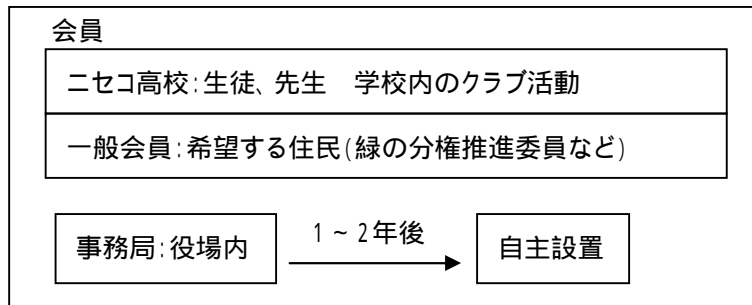 会員
ニセコ高校：生徒、先生　学校内のクラブ活動
一般会員：希望する住民(緑の分権推進委員など)
事務局：役場内
1～2年後
自主設置